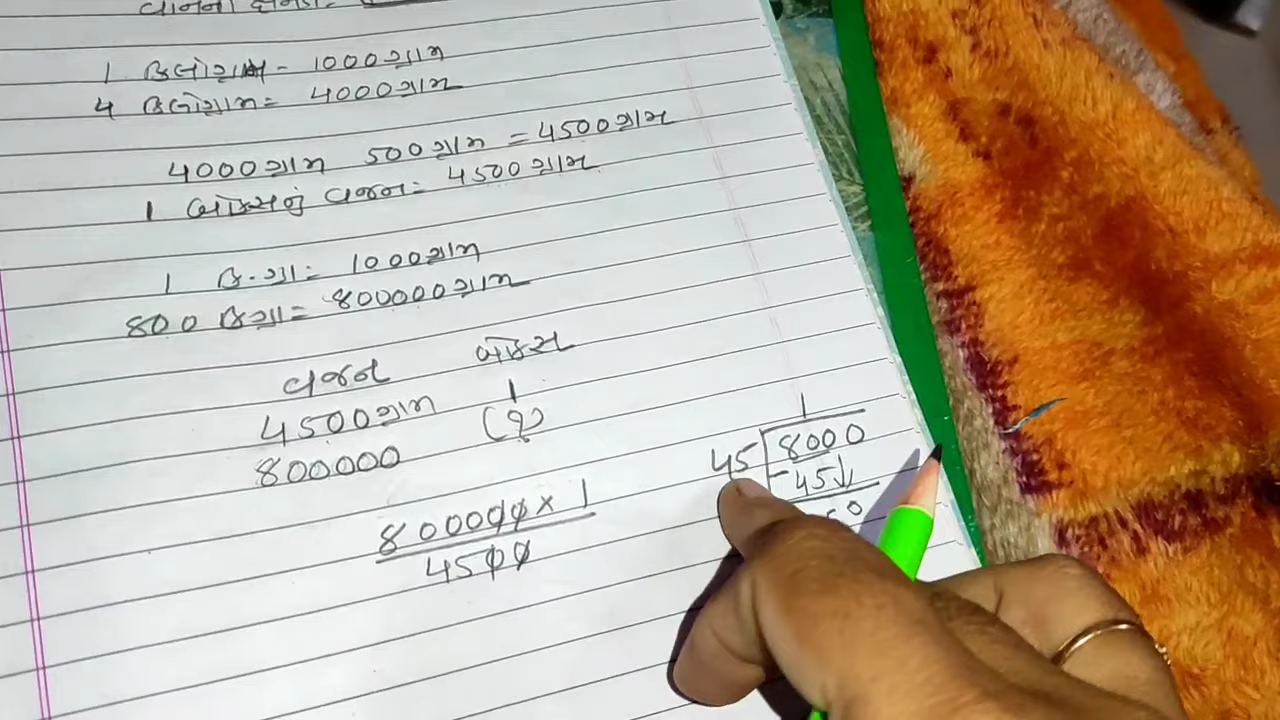 1 કિલોગ્રામ - 1000 ગ્રામ
4 કિલોગ્રામ = 4000 ગ્રામ
4000 ગ્રામ 500 ગ્રામ = 4500 ગ્રામ
1 બોક્સનું વજન = 4500 ગ્રામ
1 કિ.ગ્રા = 1000 ગ્રામ
800 કિગ્રા = 800000 ગ્રામ
વજન બોક્સ
4500 ગ્રામ 1
800000 (?)
800000 x 1
4500
1
45 8000
- 45
50